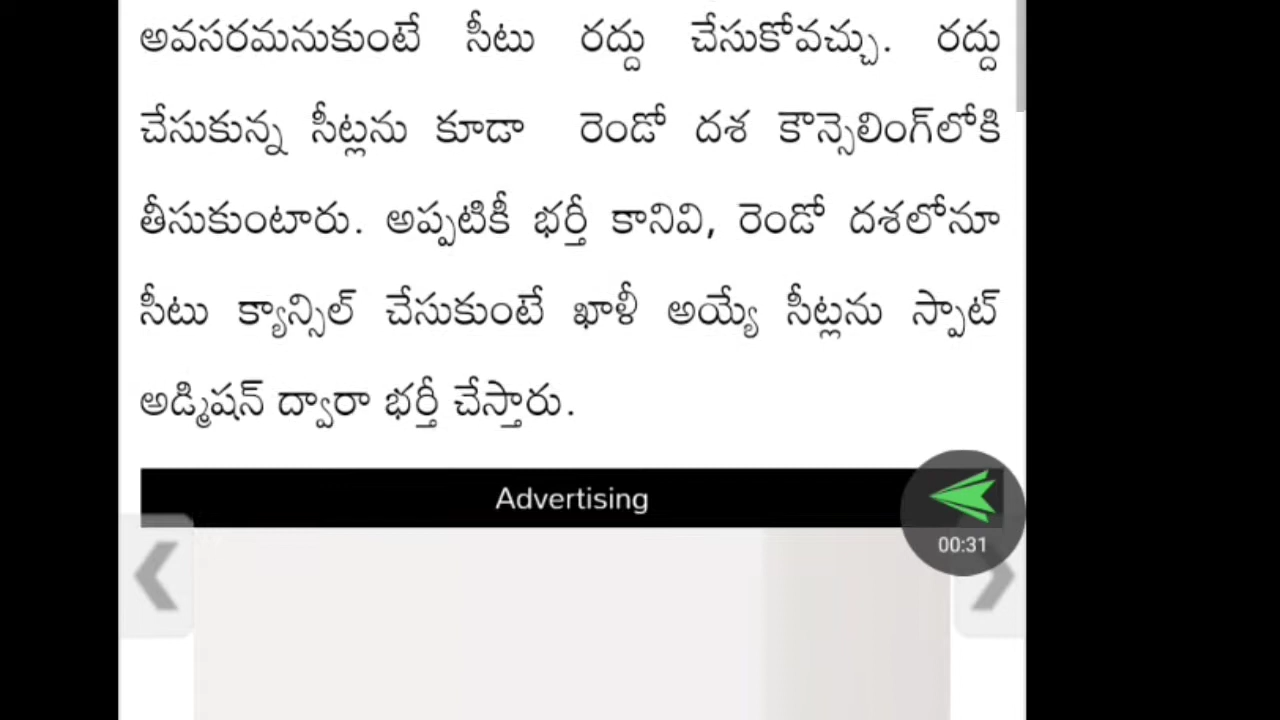 అవసరమనుకుంటే సీటు రద్దు చేసుకోవచ్చు. రద్దు
చేసుకున్న సీట్లను కూడా రెండో దశ కౌన్సెలింగ్‌లోకి
తీసుకుంటారు. అప్పటికీ భర్తీ కానివి, రెండో దశలోనూ
సీటు క్యాన్సిల్ చేసుకుంటే ఖాళీ అయ్యే సీట్లను స్పాట్
అడ్మిషన్ ద్వారా భర్తీ చేస్తారు.
Advertising
00:31